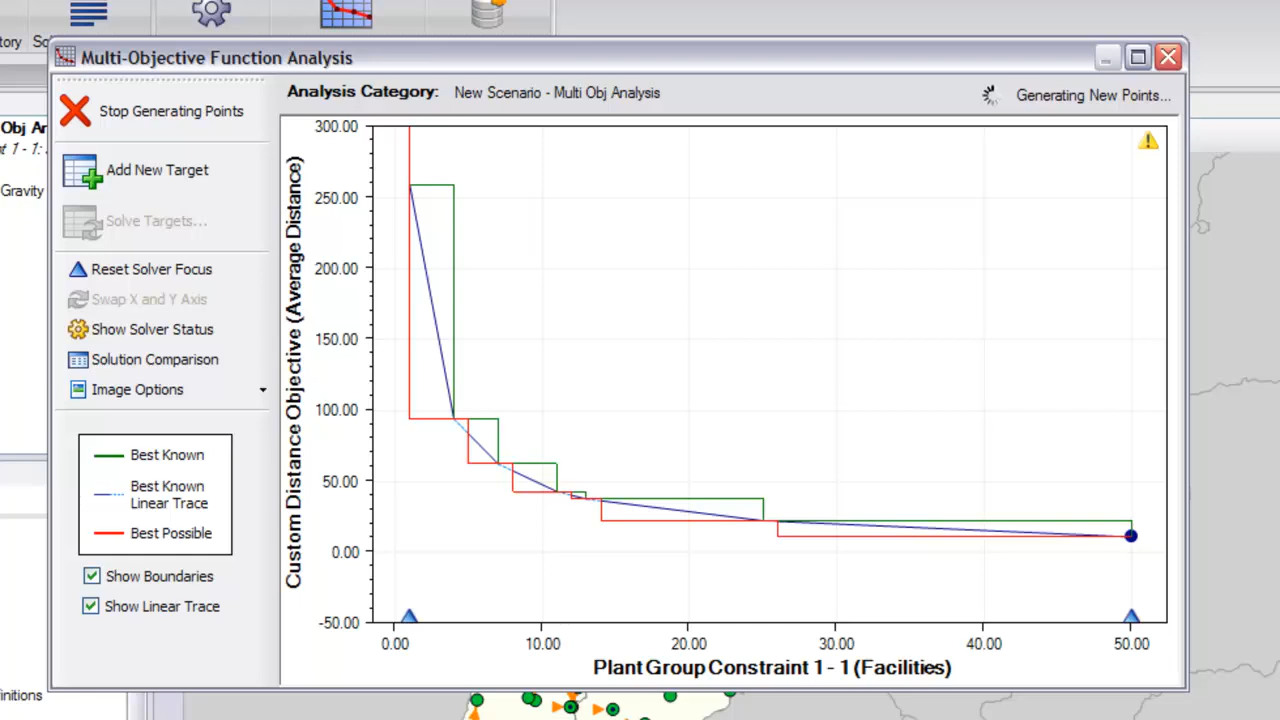 tory
Multi-Objective Function Analysis
Stop Generating Points
Analysis Category: New Scenario - Multi Obj Analysis
Generating New Points...
Obj
Add New Target
Gravity
Solve Targets...
Reset Solver Focus
Swap X and Y Axis
Show Solver Status
Solution Comparison
Image Options
Best Known
Best Known
Linear Trace
Best Possible
Show Boundaries
Show Linear Trace
initions
Custom Distance Objective (Average Distance)
300.00
250.00
200.00
150.00
100.00
50.00
0.00
-50.00
0.00 10.00 20.00 30.00 40.00 50.00
Plant Group Constraint 1 - 1 (Facilities)